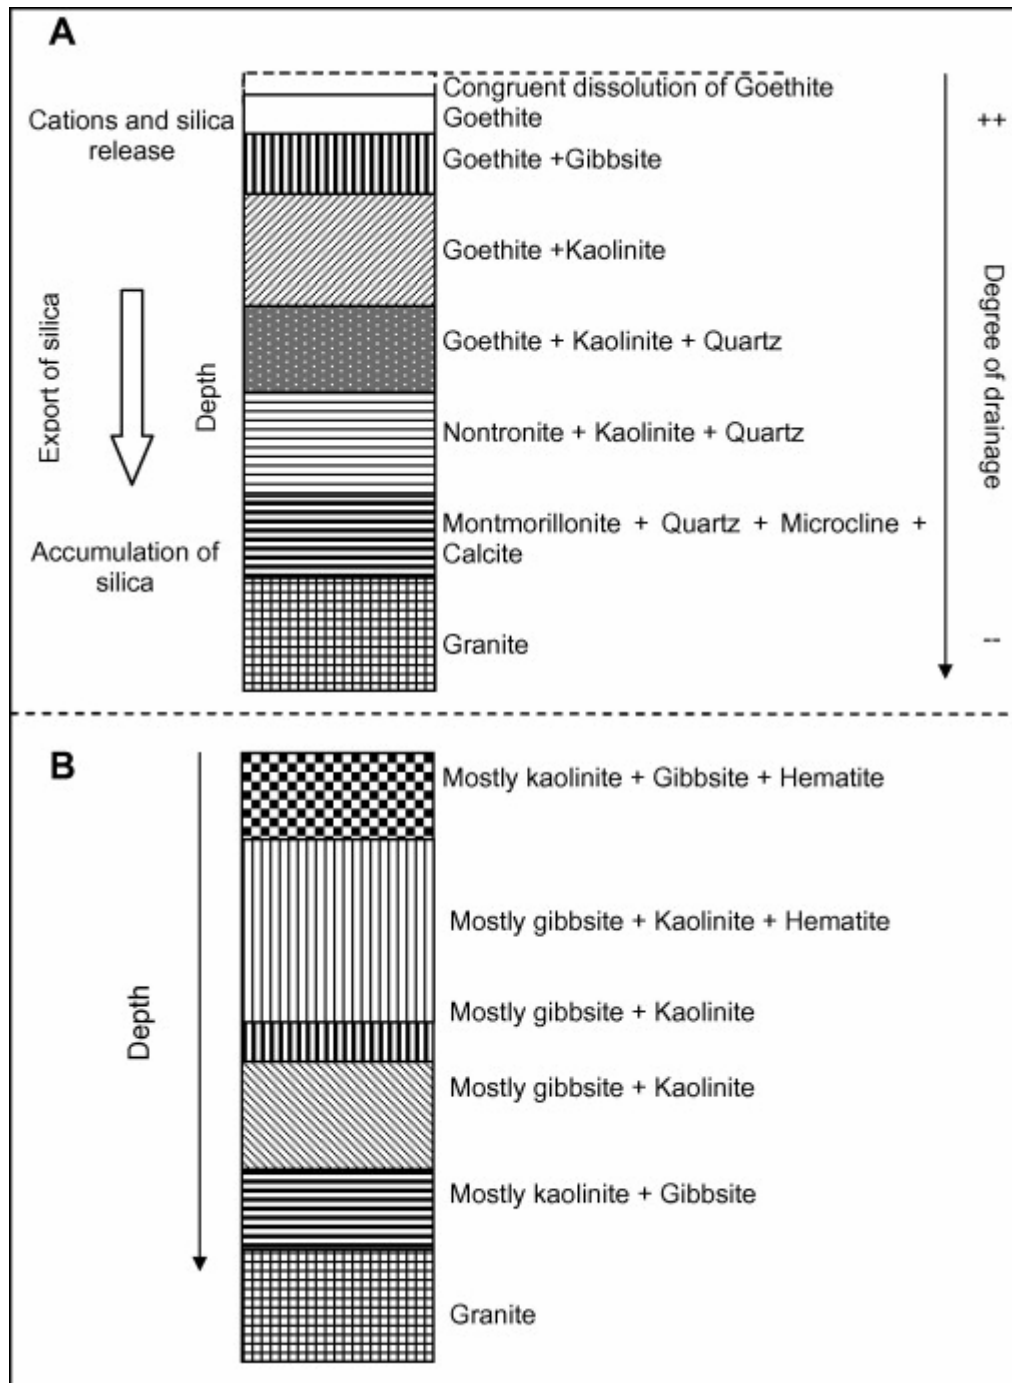 A
Cations and silica
release
Export of silica
Depth
Accumulation of
silica
Congruent dissolution of Goethite
Goethite
Goethite +Gibbsite
Goethite +Kaolinite
Goethite + Kaolinite + Quartz
Nontronite + Kaolinite + Quartz
Montmorillonite + Quartz + Microcline +
Calcite
Granite
++
Degree of drainage
--
B
Depth
Mostly kaolinite + Gibbsite + Hematite
Mostly gibbsite + Kaolinite + Hematite
Mostly gibbsite + Kaolinite
Mostly gibbsite + Kaolinite
Mostly kaolinite + Gibbsite
Granite